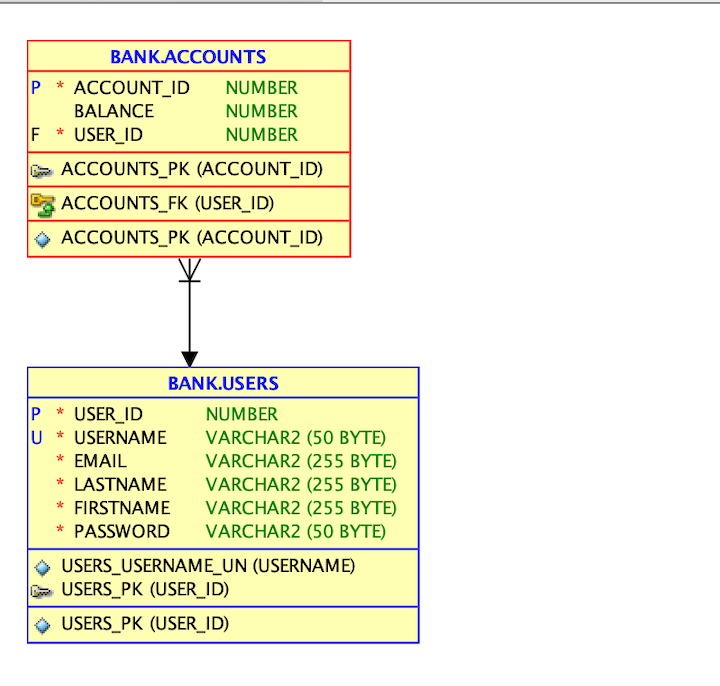 BANK.ACCOUNTS
P * ACCOUNT_ID NUMBER
BALANCE NUMBER
F * USER_ID NUMBER
ACCOUNTS_PK (ACCOUNT_ID)
ACCOUNTS_FK (USER_ID)
ACCOUNTS_PK (ACCOUNT_ID)
BANK.USERS
P * USER_ID NUMBER
U * USERNAME VARCHAR2 (50 BYTE)
* EMAIL VARCHAR2 (255 BYTE)
* LASTNAME VARCHAR2 (255 BYTE)
* FIRSTNAME VARCHAR2 (255 BYTE)
* PASSWORD VARCHAR2 (50 BYTE)
USERS_USERNAME_UN (USERNAME)
USERS_PK (USER_ID)
USERS_PK (USER_ID)